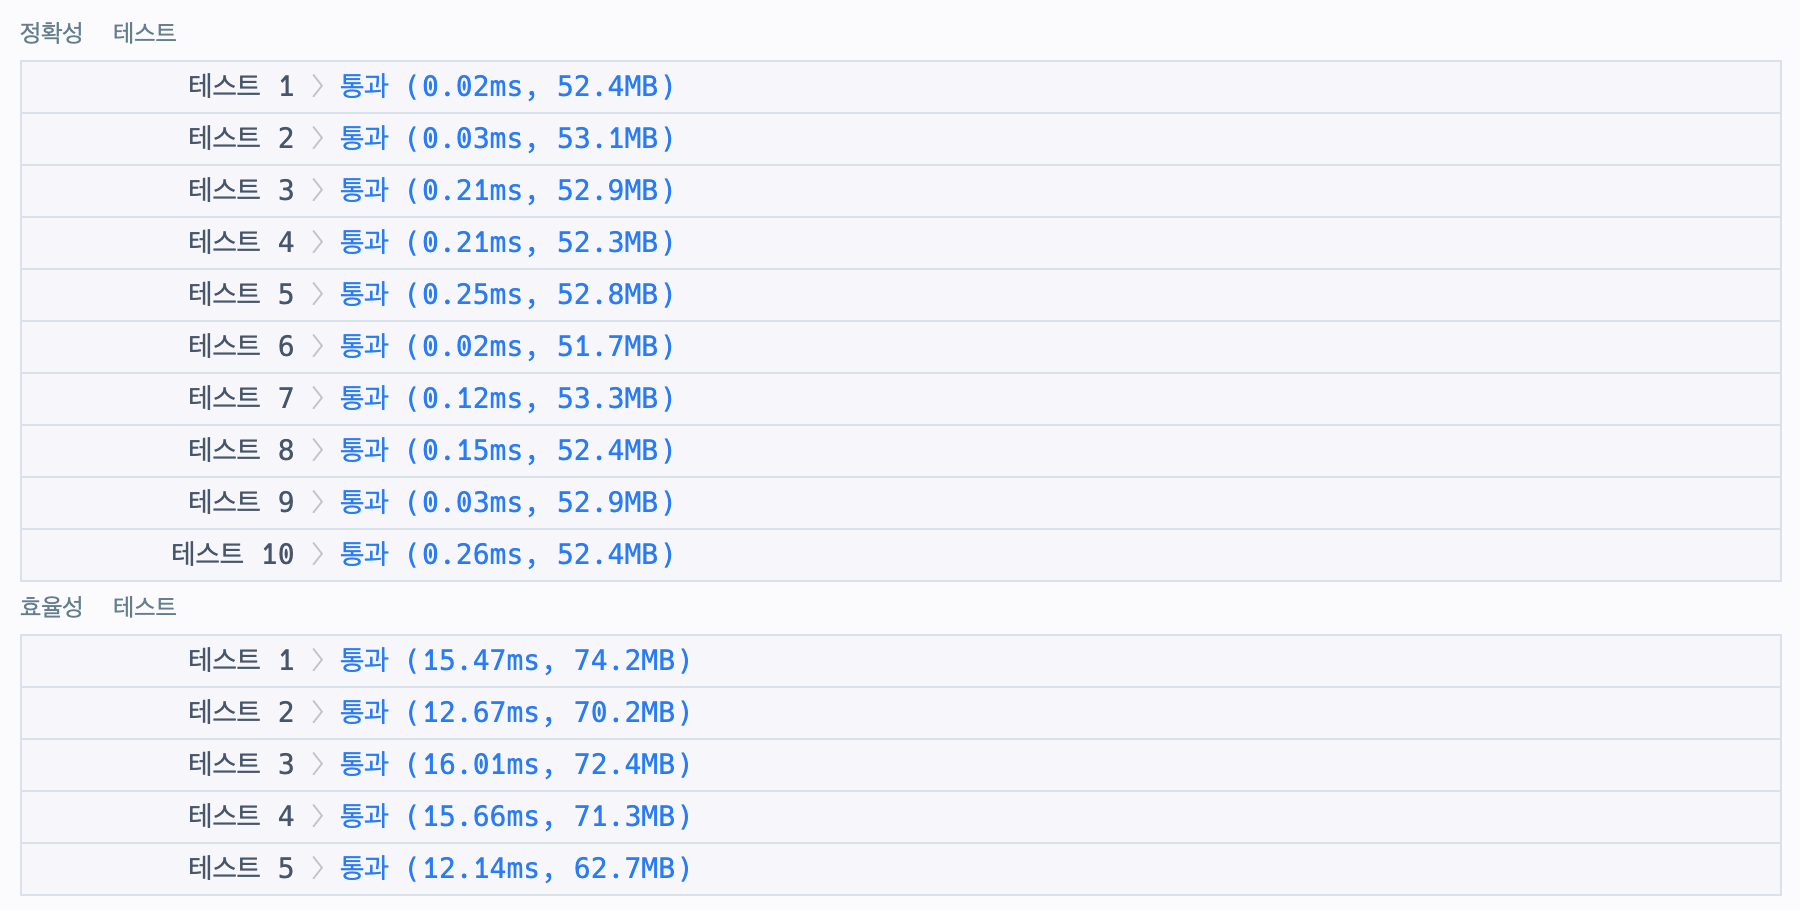 정확성 테스트
테스트 1 > 통과 (0.02ms, 52.4MB)
테스트 2 > 통과 (0.03ms, 53.1MB)
테스트 3 > 통과 (0.21ms, 52.9MB)
테스트 4 > 통과 (0.21ms, 52.3MB)
테스트 5 > 통과 (0.25ms, 52.8MB)
테스트 6 > 통과 (0.02ms, 51.7MB)
테스트 7 > 통과 (0.12ms, 53.3MB)
테스트 8 > 통과 (0.15ms, 52.4MB)
테스트 9 > 통과 (0.03ms, 52.9MB)
테스트 10 > 통과 (0.26ms, 52.4MB)
효율성 테스트
테스트 1 > 통과 (15.47ms, 74.2MB)
테스트 2 > 통과 (12.67ms, 70.2MB)
테스트 3 > 통과 (16.01ms, 72.4MB)
테스트 4 > 통과 (15.66ms, 71.3MB)
테스트 5 > 통과 (12.14ms, 62.7MB)